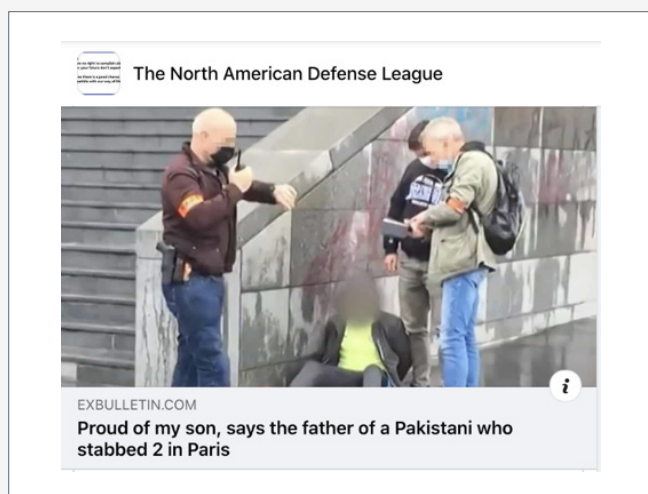 The North American Defense League
EXBULLETIN.COM
Proud of my son, says the father of a Pakistani who
stabbed 2 in Paris